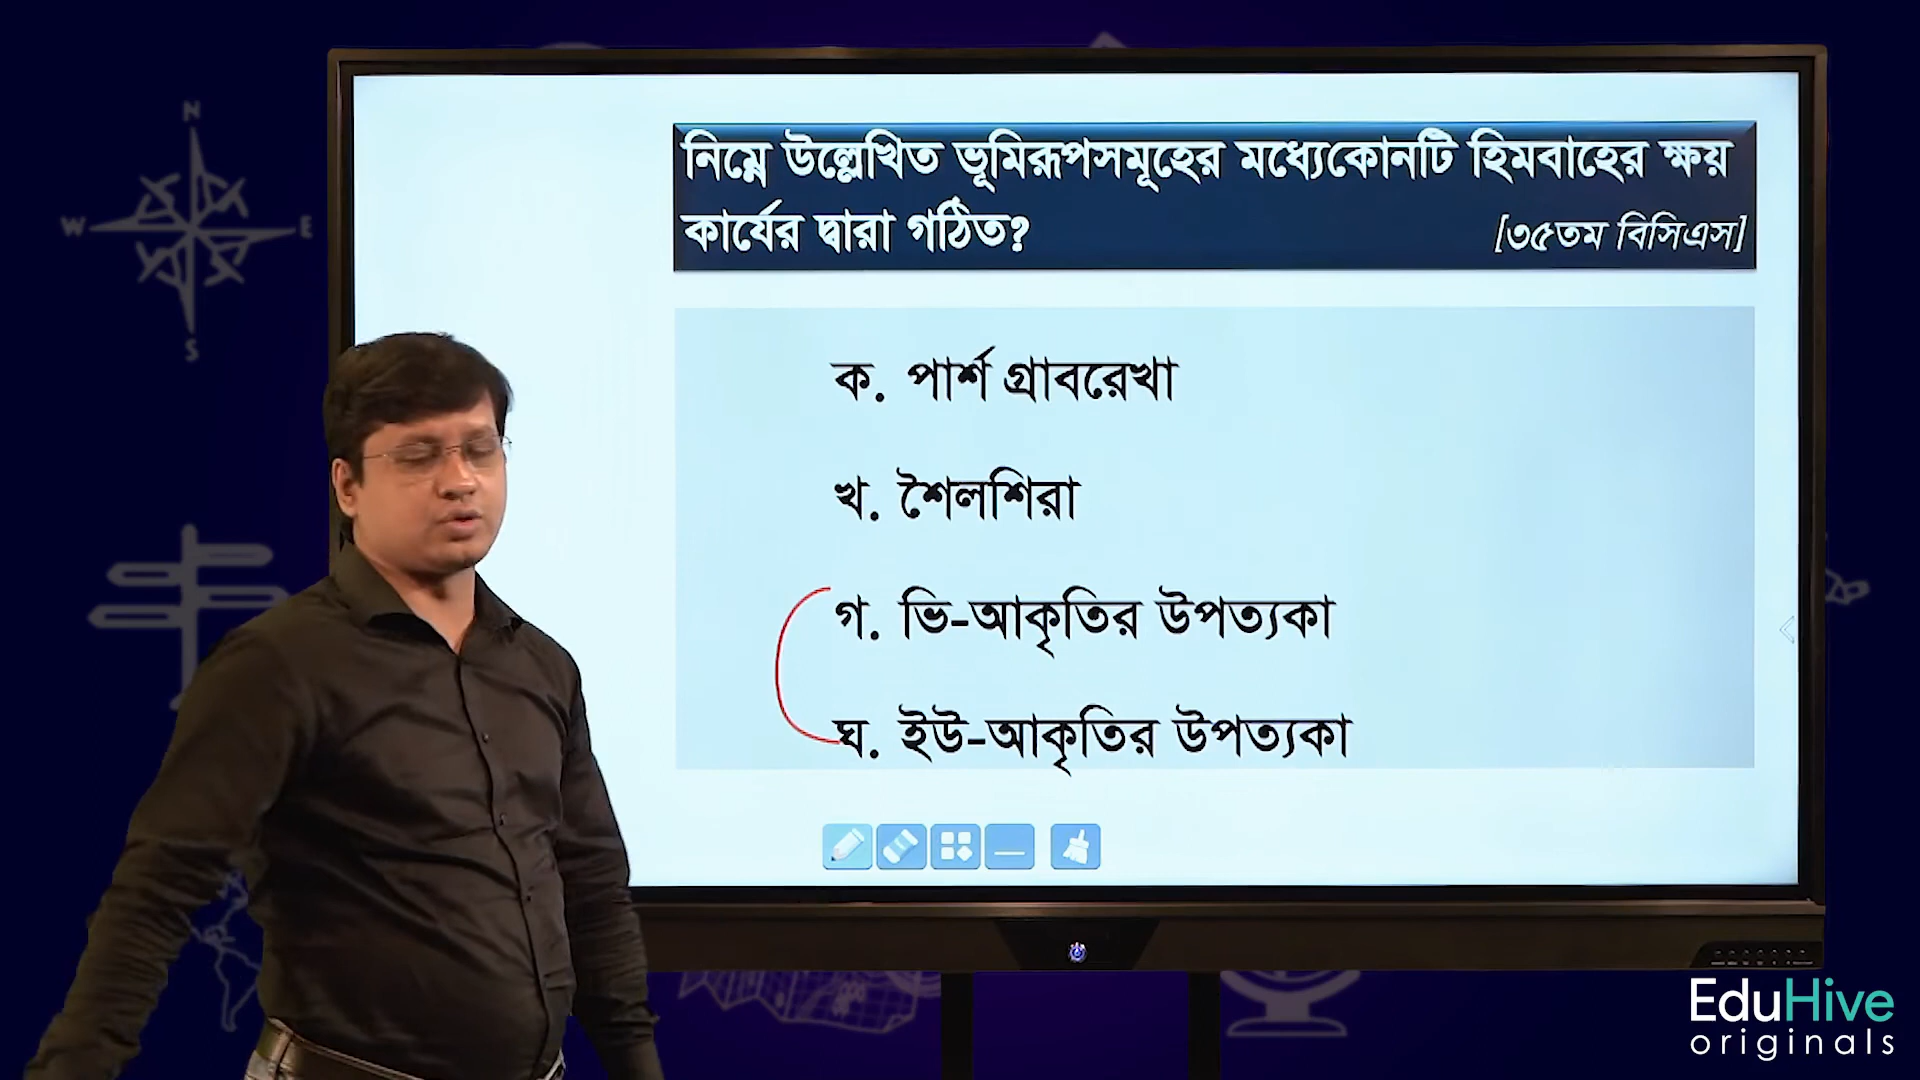 নিম্নে উল্লেখিত ভূমিরূপসমূহের মধ্যেকোনটি হিমবাহের ক্ষয়
কার্যের দ্বারা গঠিত? [৩৫তম বিসিএস]
ক. পার্শ গ্রাবরেখা
খ. শৈলশিরা
গ. ভি-আকৃতির উপত্যকা
ঘ. ইউ-আকৃতির উপত্যকা
N
W E
S
EduHive
originals